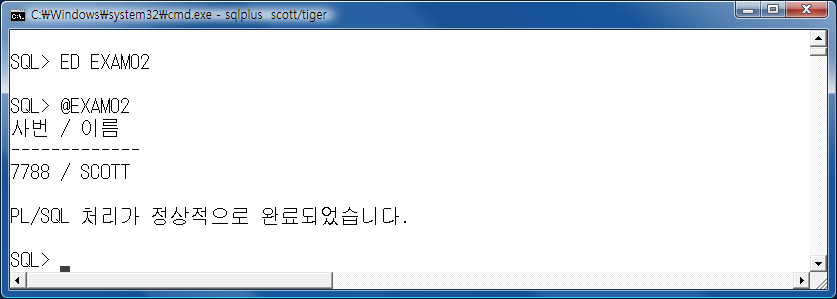 C:₩Windows₩system32₩cmd.exe - sqlplus  scott/tiger
SQL> ED EXAM02
SQL> @EXAM02
사번 / 이름
-------------
7788 / SCOTT
PL/SQL 처리가 정상적으로 완료되었습니다.
SQL>